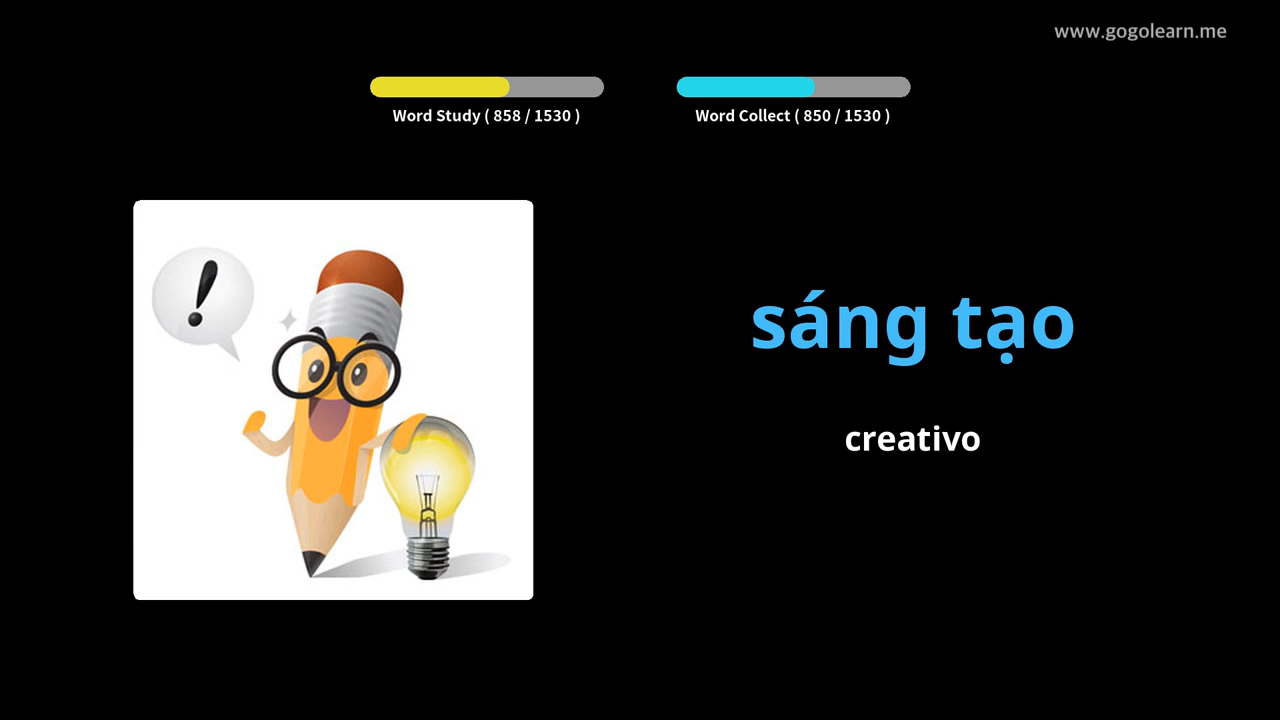 www.gogolearn.me
Word Study ( 858 / 1530 )
Word Collect ( 850 / 1530 )
!
sáng tạo
creativo